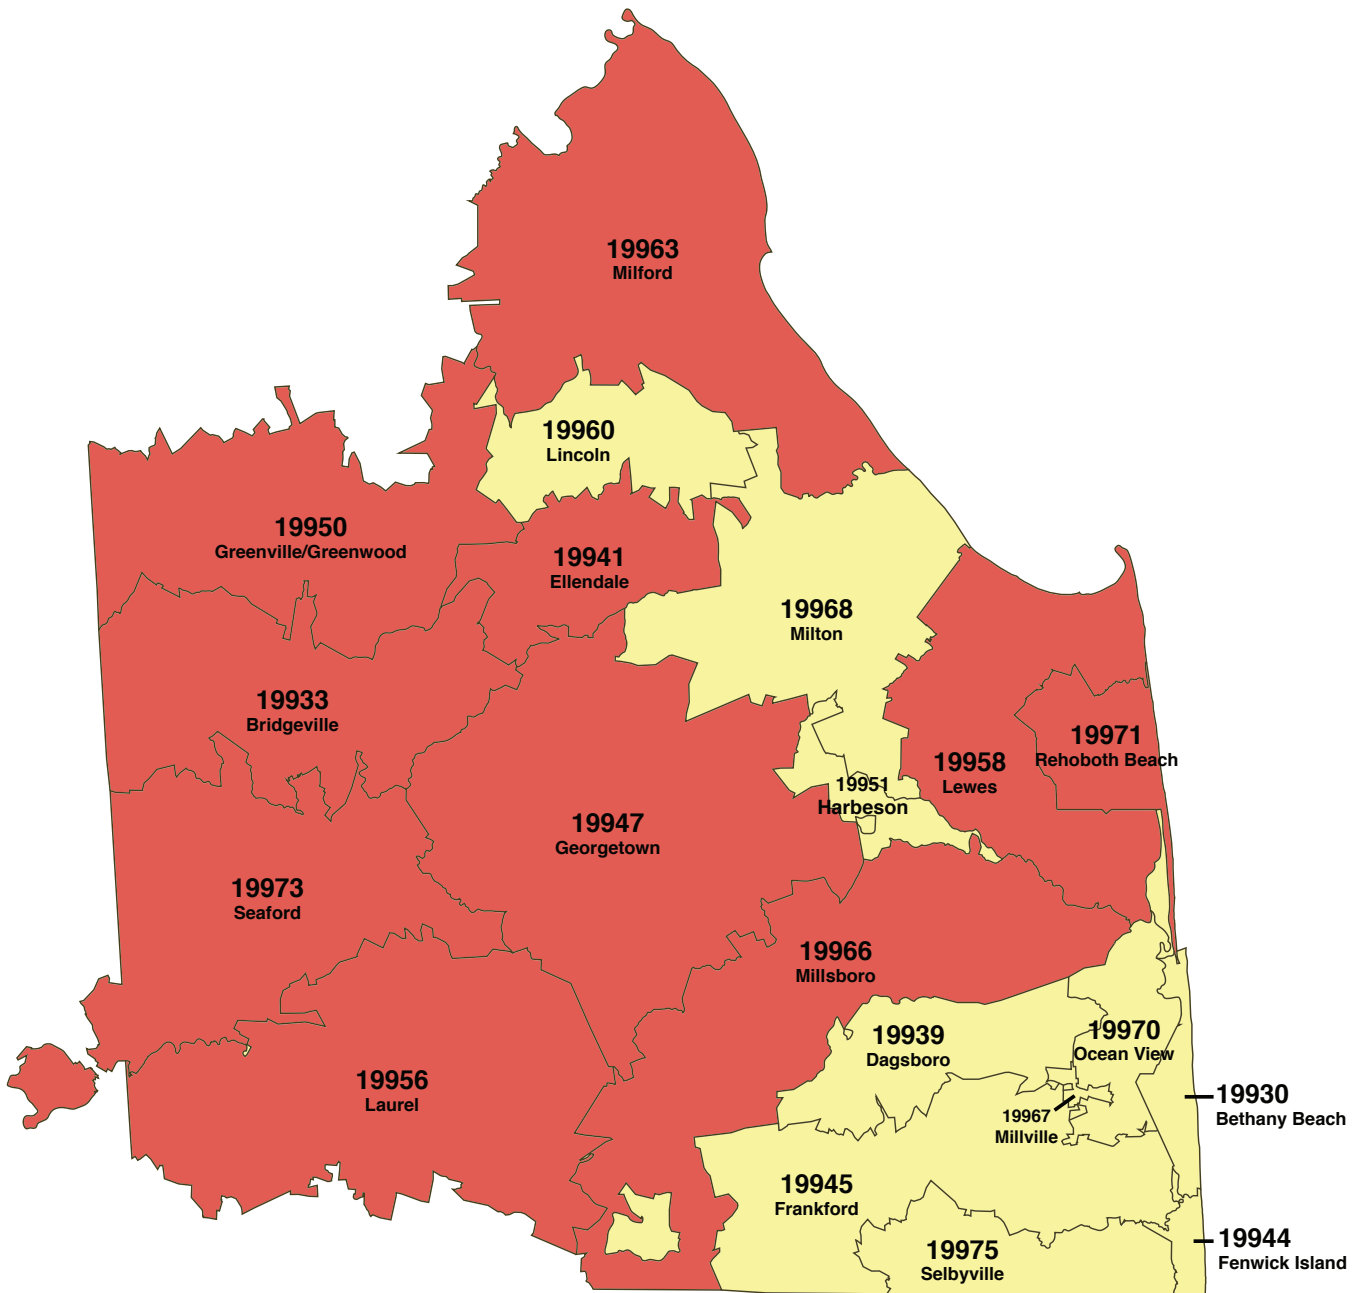 19963
Milford
19960
Lincoln
19950
Greenville/Greenwood
19941
Ellendale
19968
Milton
19933
Bridgeville
19971
Rehoboth Beach
19958
Lewes
19951
Harbeson
19947
Georgetown
19973
Seaford
19966
Millsboro
19939
Dagsboro
19970
Ocean View
19956
Laurel
19967
Millville
19930
Bethany Beach
19945
Frankford
19975
Selbyville
19944
Fenwick Island